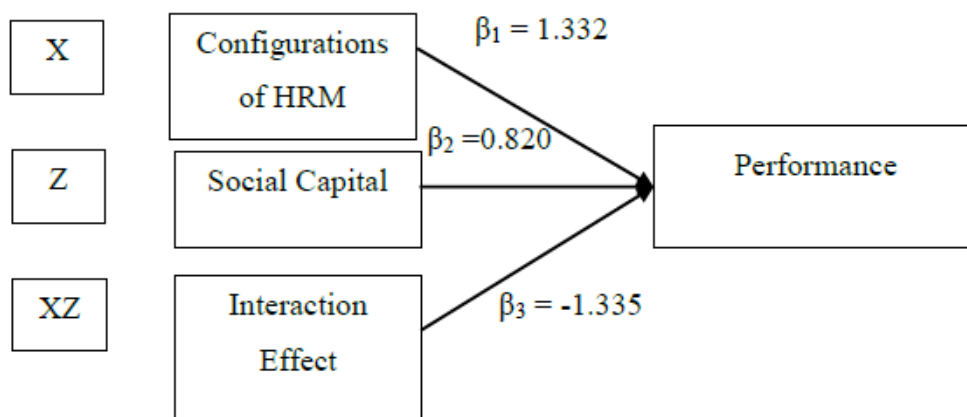 X
Configurations
of HRM
β₁ = 1.332
Z
Social Capital
β₂ =0.820
Performance
XZ
Interaction
Effect
β₃ = -1.335